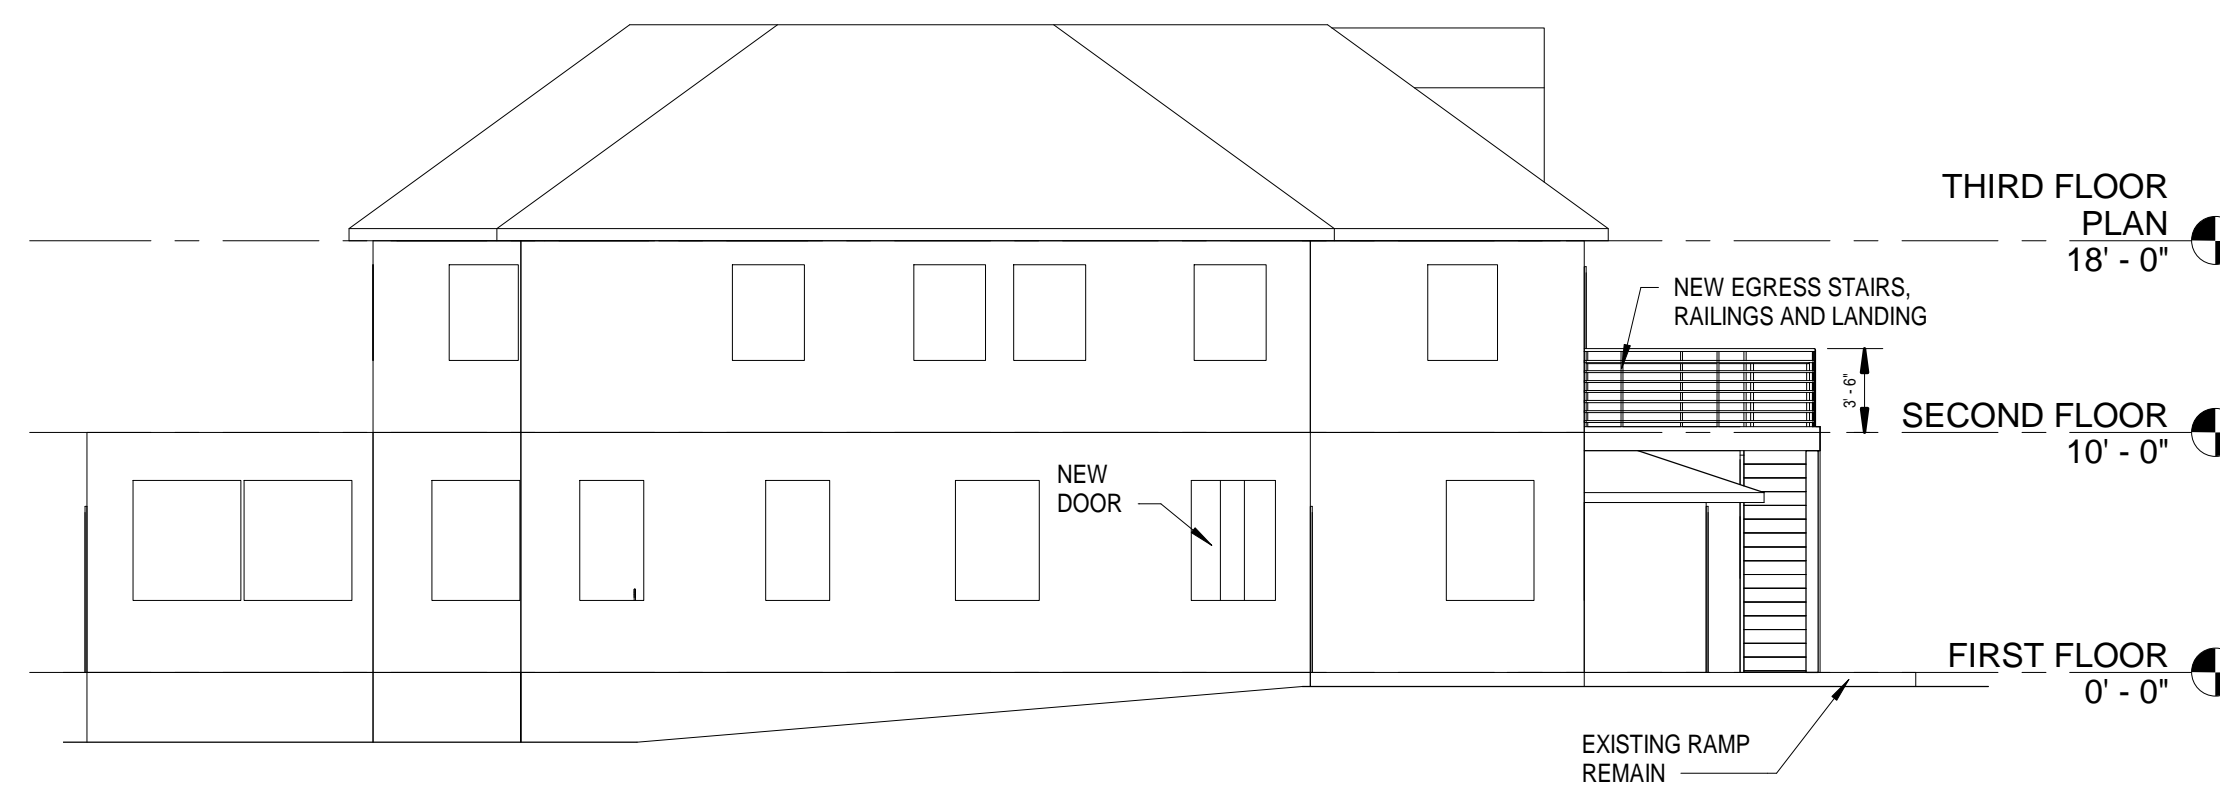 THIRD FLOOR
PLAN
18' - 0"
NEW EGRESS STAIRS,
RAILINGS AND LANDING
3' - 6"
SECOND FLOOR
10' - 0"
NEW
DOOR
FIRST FLOOR
0' - 0"
EXISTING RAMP
REMAIN